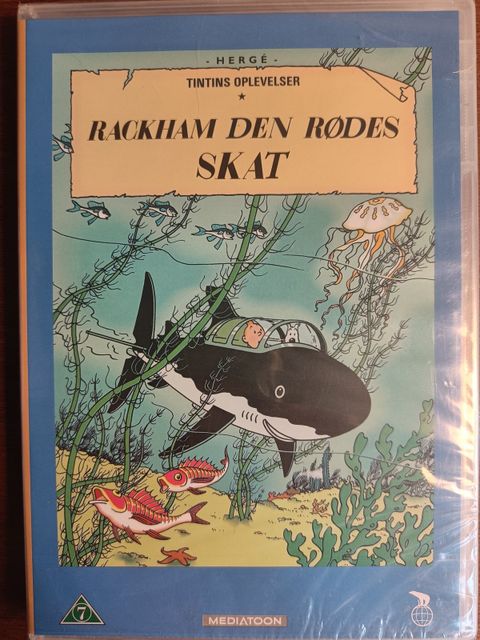 - HERGÉ -
TINTINS OPLEVELSER
RACKHAM DEN RØDES
SKAT
7
MEDIATOON